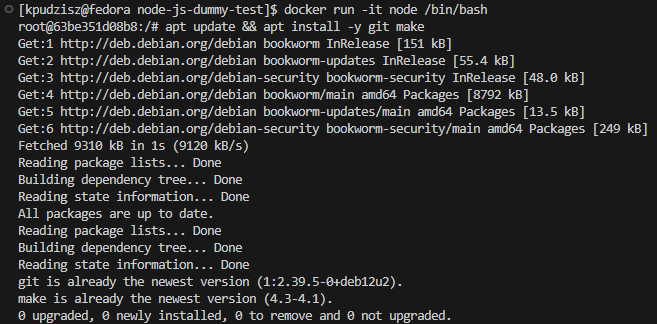 [kpudzisz@fedora node-js-dummy-test]$ docker run -it node /bin/bash
root@63be351d08b8:/# apt update && apt install -y git make
Get:1 http://deb.debian.org/debian bookworm InRelease [151 kB]
Get:2 http://deb.debian.org/debian bookworm-updates InRelease [55.4 kB]
Get:3 http://deb.debian.org/debian-security bookworm-security InRelease [48.0 kB]
Get:4 http://deb.debian.org/debian bookworm/main amd64 Packages [8792 kB]
Get:5 http://deb.debian.org/debian bookworm-updates/main amd64 Packages [13.5 kB]
Get:6 http://deb.debian.org/debian-security bookworm-security/main amd64 Packages [249 kB]
Fetched 9310 kB in 1s (9120 kB/s)
Reading package lists... Done
Building dependency tree... Done
Reading state information... Done
All packages are up to date.
Reading package lists... Done
Building dependency tree... Done
Reading state information... Done
git is already the newest version (1:2.39.5-0+deb12u2).
make is already the newest version (4.3-4.1).
0 upgraded, 0 newly installed, 0 to remove and 0 not upgraded.